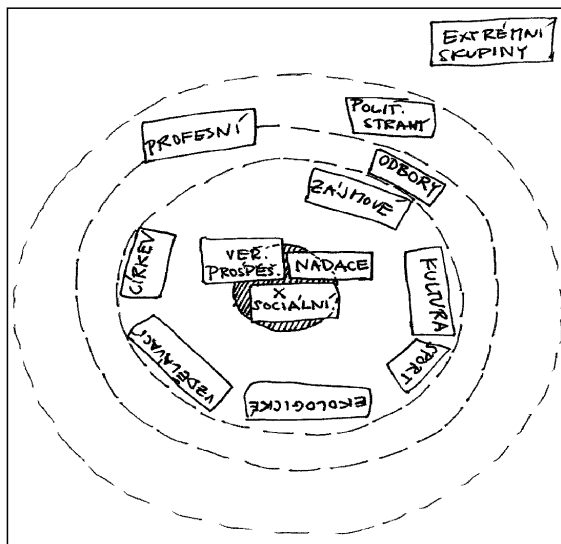 EXTRÉMNÍ
SKUPINY
POLIT.
STRANY
PROFESNÍ
ODBORY
ZÁJMOVÉ
CÍRKEV
VEŘ.
PROSPĚŠ.
NADACE
X
SOCIÁLNÍ
KULTURA
SPORT
VZDĚLÁVACÍ
EKOLOGICKÉ